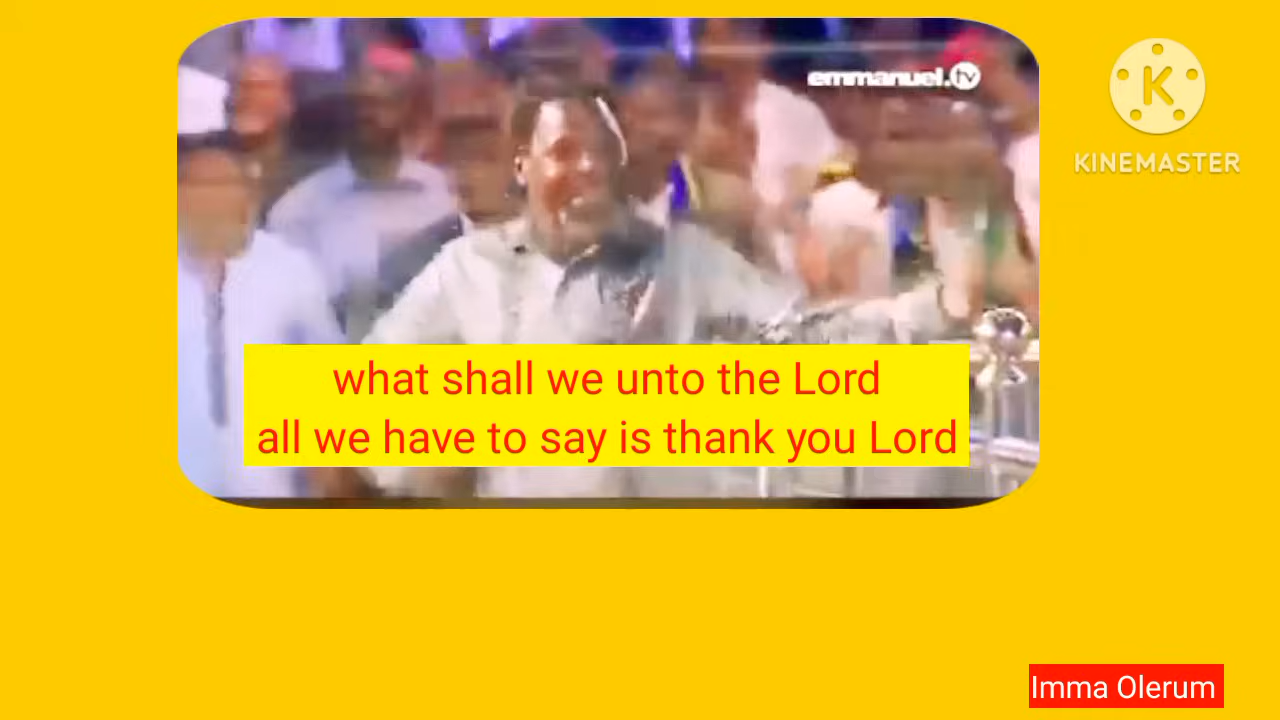 emmanuel.tv
K
KINEMASTER
what shall we unto the Lord
all we have to say is thank you Lord
Imma Olerum